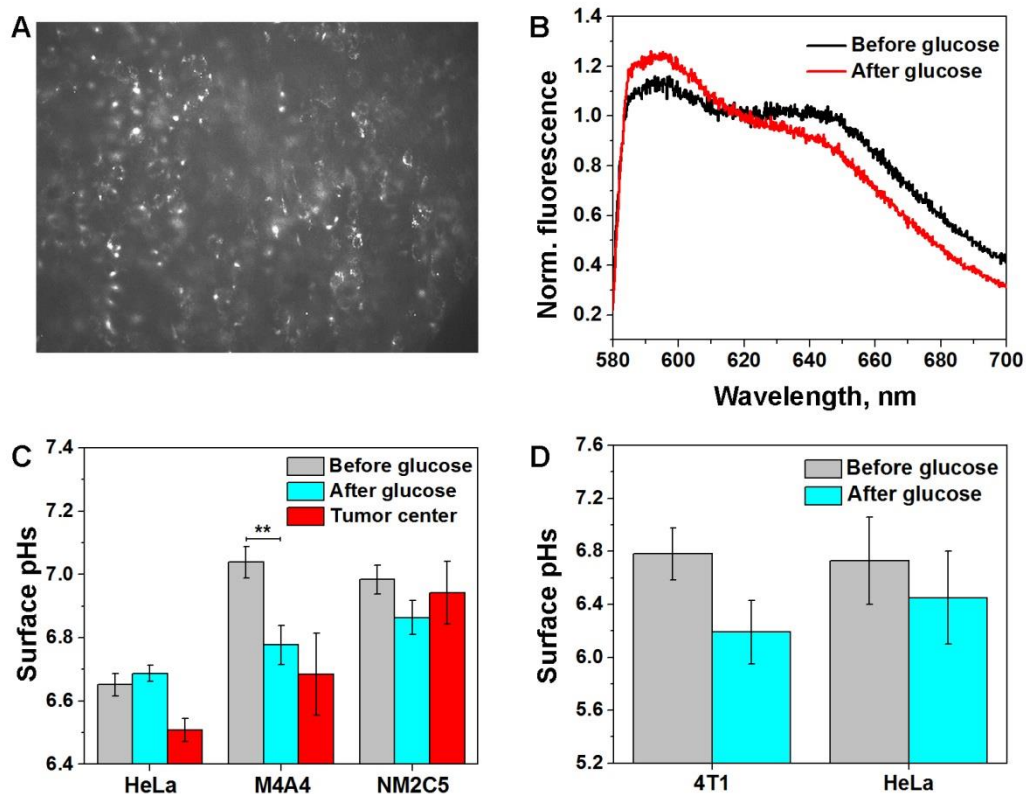 A
B
1.4
1.2
1.0
0.8
0.6
0.4
0.2
Norm. fluorescence
Before glucose
After glucose
580 600 620 640 660 680 700
Wavelength, nm
C
7.4
7.2
7.0
6.8
6.6
6.4
Surface pHs
Before glucose
After glucose
Tumor center
**
HeLa M4A4 NM2C5
D
7.6
7.2
6.8
6.4
6.0
5.6
5.2
Surface pHs
Before glucose
After glucose
4T1 HeLa